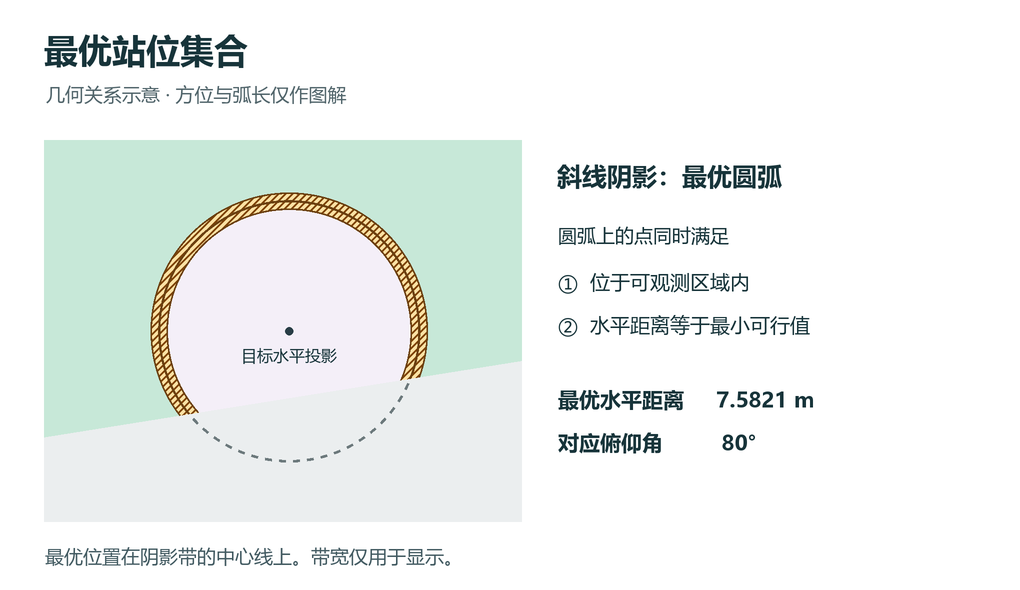 最优站位集合
几何关系示意 · 方位与弧长仅作图解
目标水平投影
斜线阴影：最优圆弧
圆弧上的点同时满足
① 位于可观测区域内
② 水平距离等于最小可行值
最优水平距离 7.5821 m
对应俯仰角 80°
最优位置在阴影带的中心线上。带宽仅用于显示。